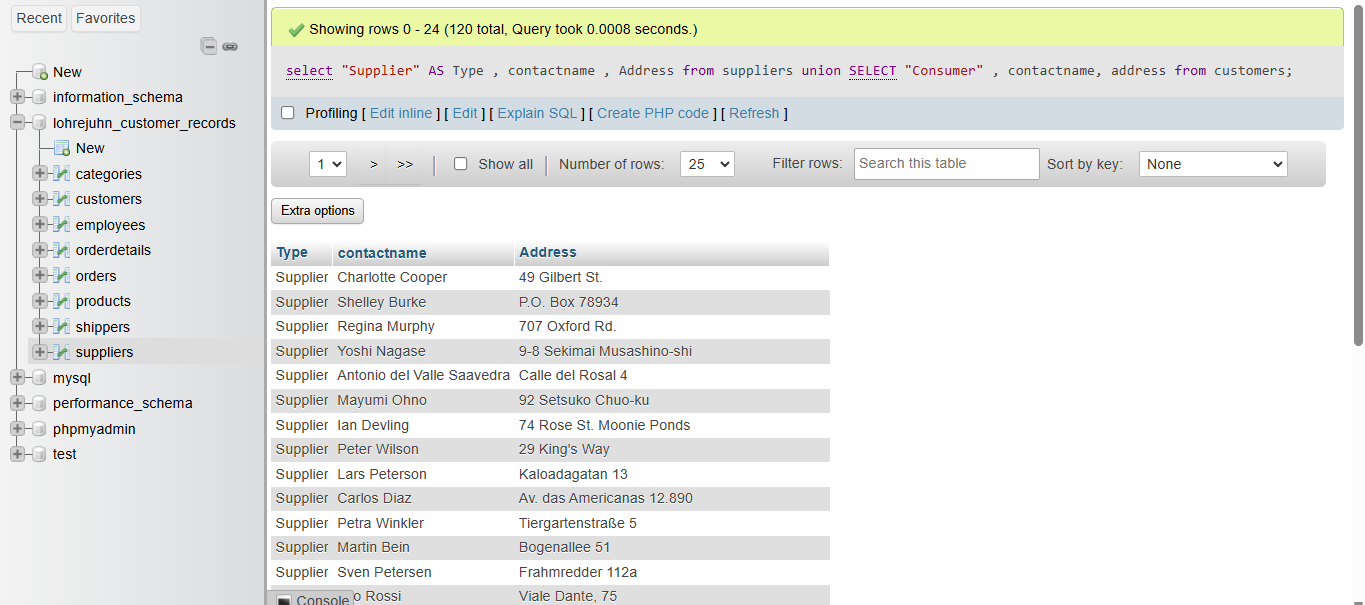 Recent Favorites
New
information_schema
lohrejuhn_customer_records
New
categories
customers
employees
orderdetails
orders
products
shippers
suppliers
mysql
performance_schema
phpmyadmin
test
Showing rows 0 - 24 (120 total, Query took 0.0008 seconds.)
select "Supplier" AS Type , contactname , Address from suppliers union SELECT "Consumer" , contactname, address from customers;
Profiling [ Edit inline ] [ Edit ] [ Explain SQL ] [ Create PHP code ] [ Refresh ]
1 > >> | Show all | Number of rows: 25 Filter rows: Search this table Sort by key: None
Extra options
Type contactname Address
Supplier Charlotte Cooper 49 Gilbert St.
Supplier Shelley Burke P.O. Box 78934
Supplier Regina Murphy 707 Oxford Rd.
Supplier Yoshi Nagase 9-8 Sekimai Musashino-shi
Supplier Antonio del Valle Saavedra Calle del Rosal 4
Supplier Mayumi Ohno 92 Setsuko Chuo-ku
Supplier Ian Devling 74 Rose St. Moonie Ponds
Supplier Peter Wilson 29 King's Way
Supplier Lars Peterson Kaloadagatan 13
Supplier Carlos Diaz Av. das Americanas 12.890
Supplier Petra Winkler Tiergartenstraße 5
Supplier Martin Bein Bogenallee 51
Supplier Sven Petersen Frahmredder 112a
Console o Rossi Viale Dante, 75